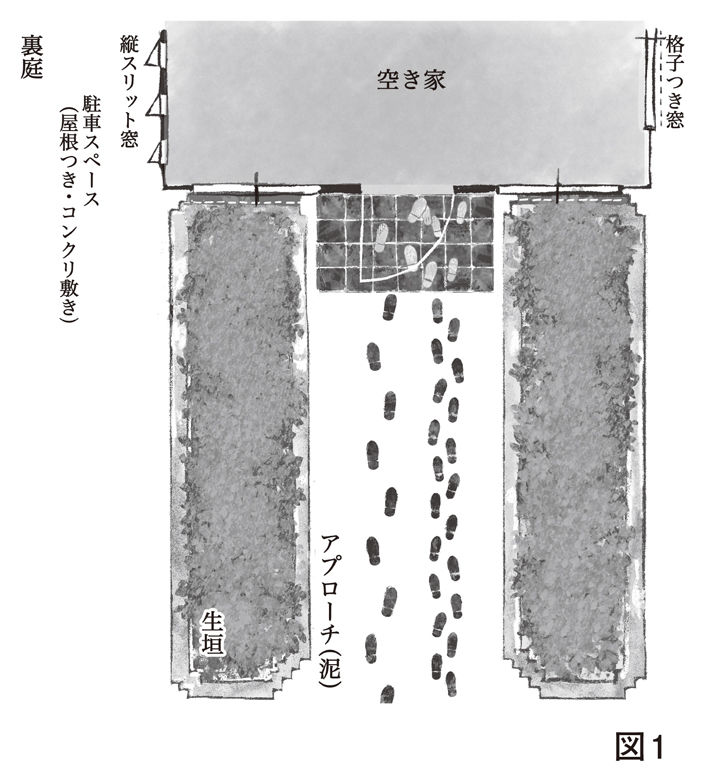 裏庭
駐車スペース
(屋根つき・コンクリ敷き)
縦スリット窓
空き家
格子つき窓
アプローチ(泥)
生垣
図1